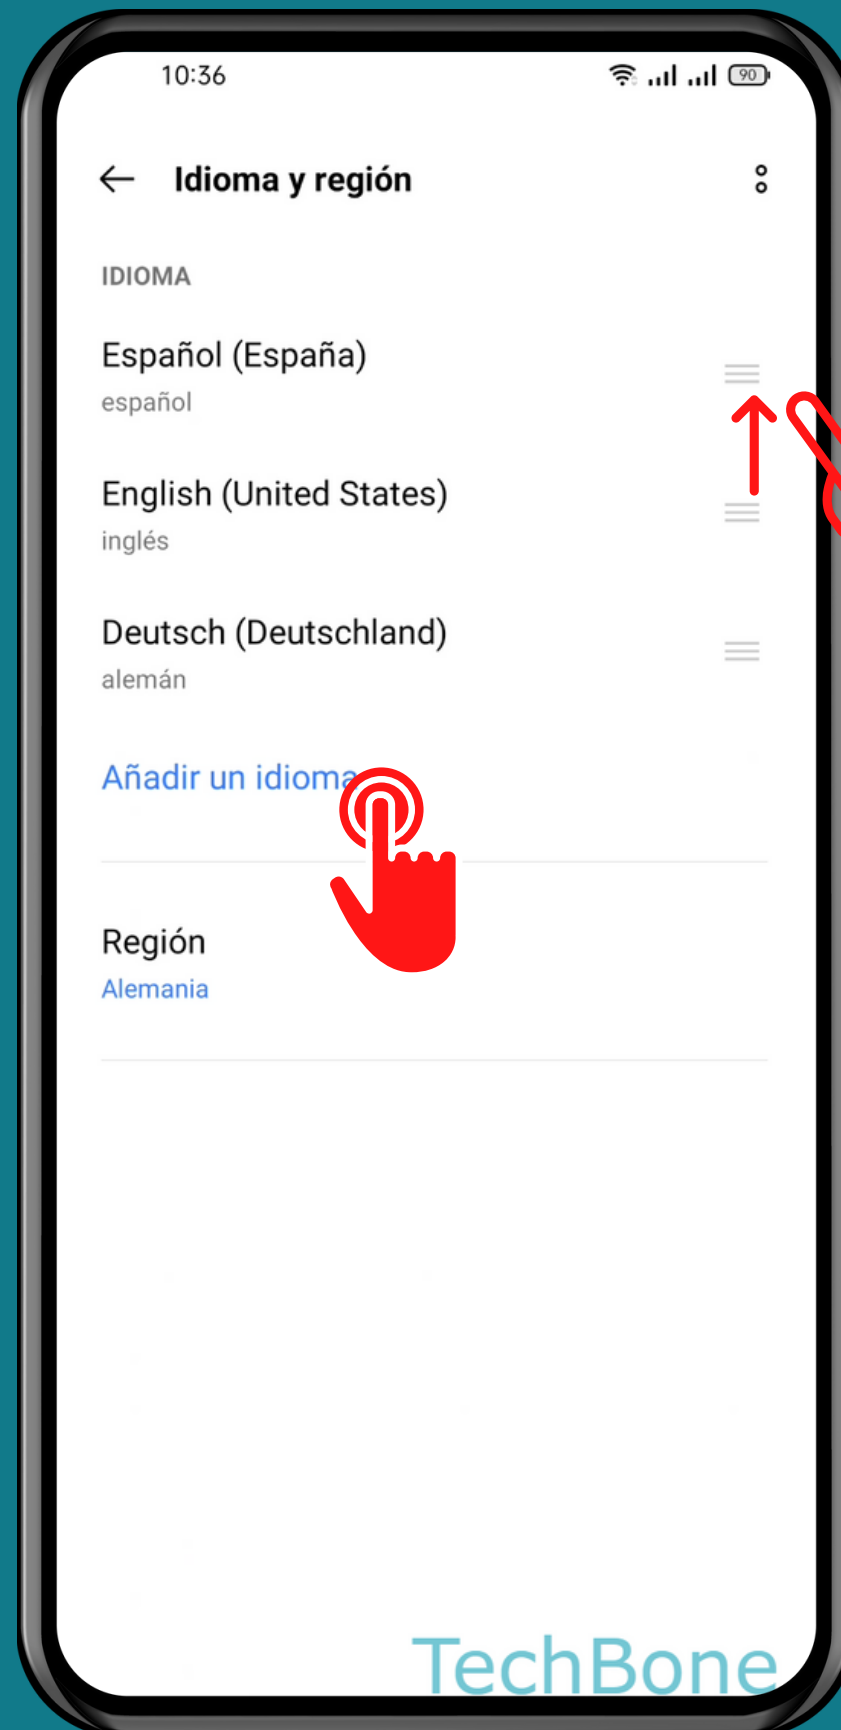 10:36
90
Idioma y región
IDIOMA
Español (España)
español
English (United States)
inglés
Deutsch (Deutschland)
alemán
Añadir un idioma
Región
Alemania
TechBone